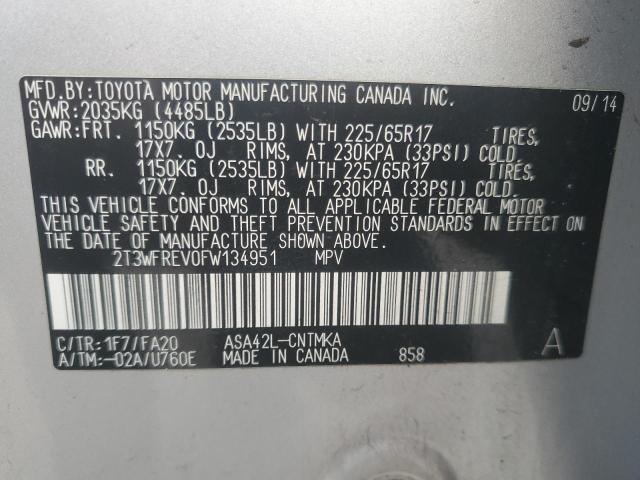 MFD.BY:TOYOTA MOTOR MANUFACTURING CANADA INC. 09/14
GVWR:2035KG (4485LB)
GAWR:FRT. 1150KG (2535LB) WITH 225/65R17 TIRES,
17X7.0J RIMS, AT 230KPA (33PSI) COLD.
RR. 1150KG (2535LB) WITH 225/65R17 TIRES,
17X7.0J RIMS, AT 230KPA (33PSI) COLD.
THIS VEHICLE CONFORMS TO ALL APPLICABLE FEDERAL MOTOR
VEHICLE SAFETY AND THEFT PREVENTION STANDARDS IN EFFECT ON
THE DATE OF MANUFACTURE SHOWN ABOVE.
2T3WFREV0FW134951 MPV
C/TR:1F7/FA20 ASA42L-CNTMKA
A/TM:-02A/U760E MADE IN CANADA 858 A